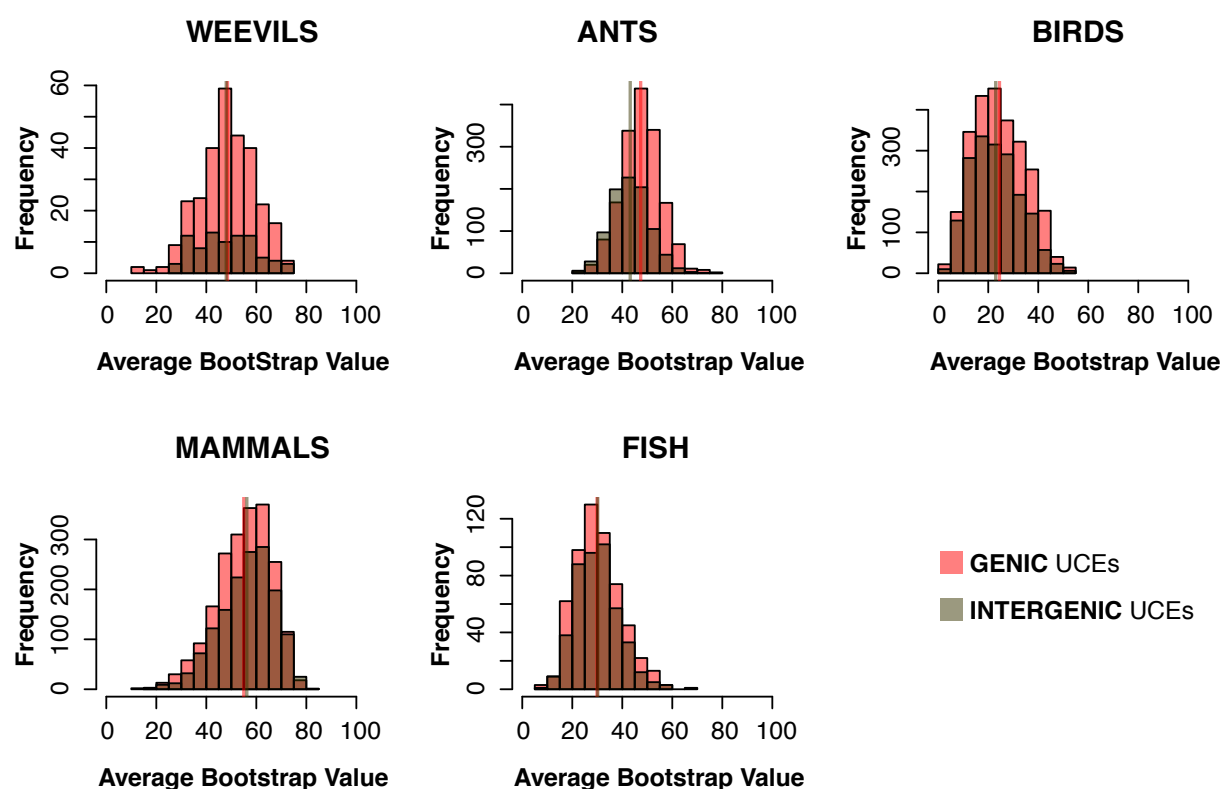 WEEVILS
Frequency
0 20 40 60
0 20 40 60 80 100
Average BootStrap Value
ANTS
Frequency
0 100 300
0 20 40 60 80 100
Average Bootstrap Value
BIRDS
Frequency
0 100 300
0 20 40 60 80 100
Average Bootstrap Value
MAMMALS
Frequency
0 100 200 300
0 20 40 60 80 100
Average Bootstrap Value
FISH
Frequency
0 40 80 120
0 20 40 60 80 100
Average Bootstrap Value
GENIC UCEs
INTERGENIC UCEs